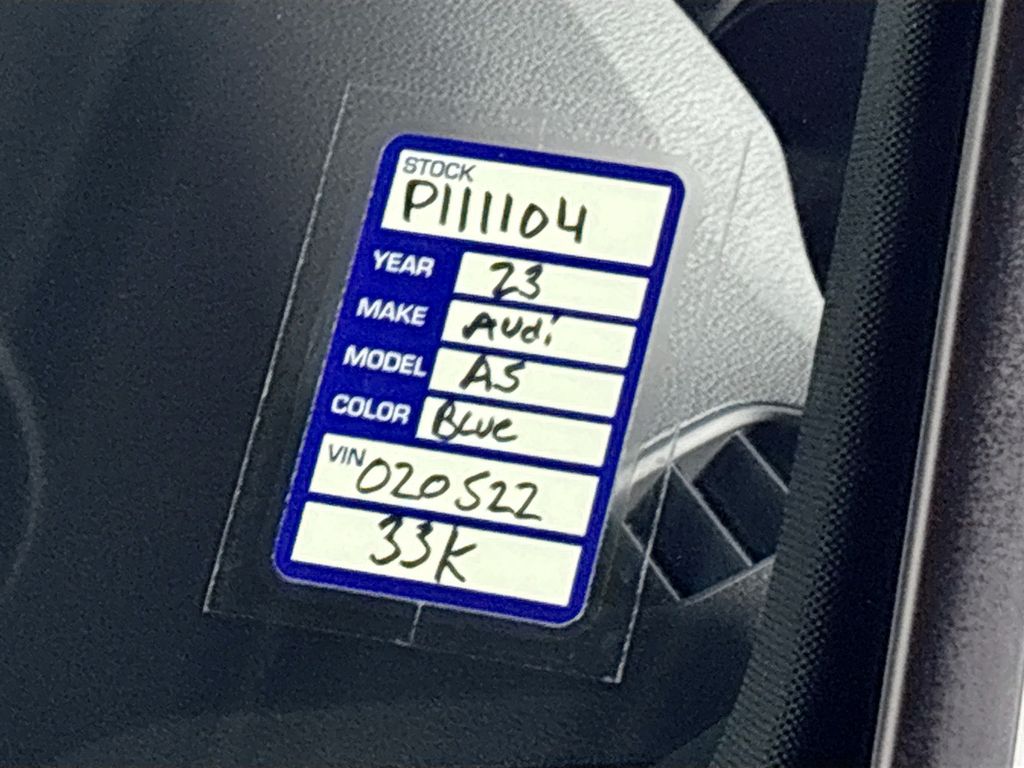 STOCK
P111104
YEAR 23
MAKE Audi
MODEL A5
COLOR Blue
VIN 020522
33K